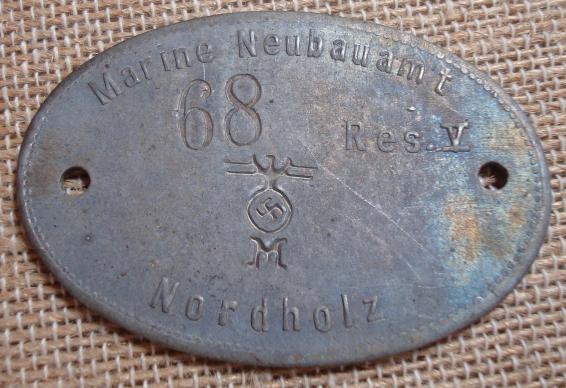 Marine Neubauamt
68
Res. V
M
Nordholz